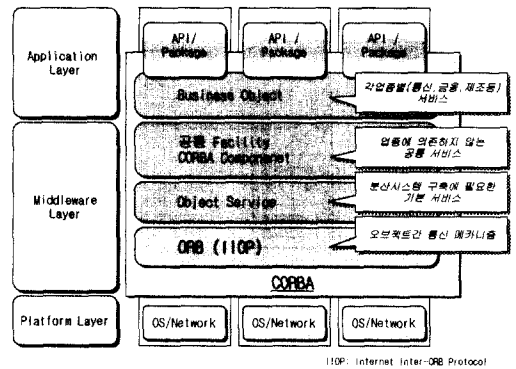 API/
Package
API /
Package
API /
Package
Application
Layer
Business Object
각업종별(통신, 금융, 제조등)
서비스
공통 Facility
CORBA Componenet
업종에 의존하지 않는
공통 서비스
Middleware
Layer
Object Service
분산시스템 구축에 필요한
기본 서비스
ORB (IIOP)
오브젝트간 통신 메카니즘
CORBA
Platform Layer
OS/Network
OS/Network
OS/Network
IIOP: Internet Inter-ORB Protocol